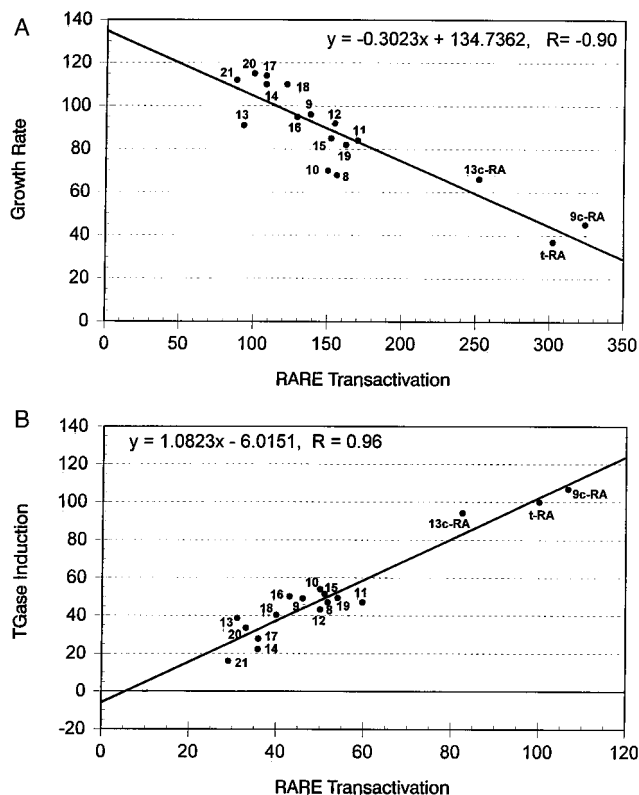 A
140
120
100
80
60
40
20
0
Growth Rate
y = -0.3023x + 134.7362, R= -0.90
21 20 17
14 18
13 16 9 12
15 19 11
10 8
13c-RA
9c-RA
t-RA
0 50 100 150 200 250 300 350
RARE Transactivation
B
140
120
100
80
60
40
20
0
-20
TGase Induction
y = 1.0823x - 6.0151, R = 0.96
13c-RA
t-RA
9c-RA
16 10 15 11
18 9 8 19
13 12
20 17
14
21
0 20 40 60 80 100 120
RARE Transactivation